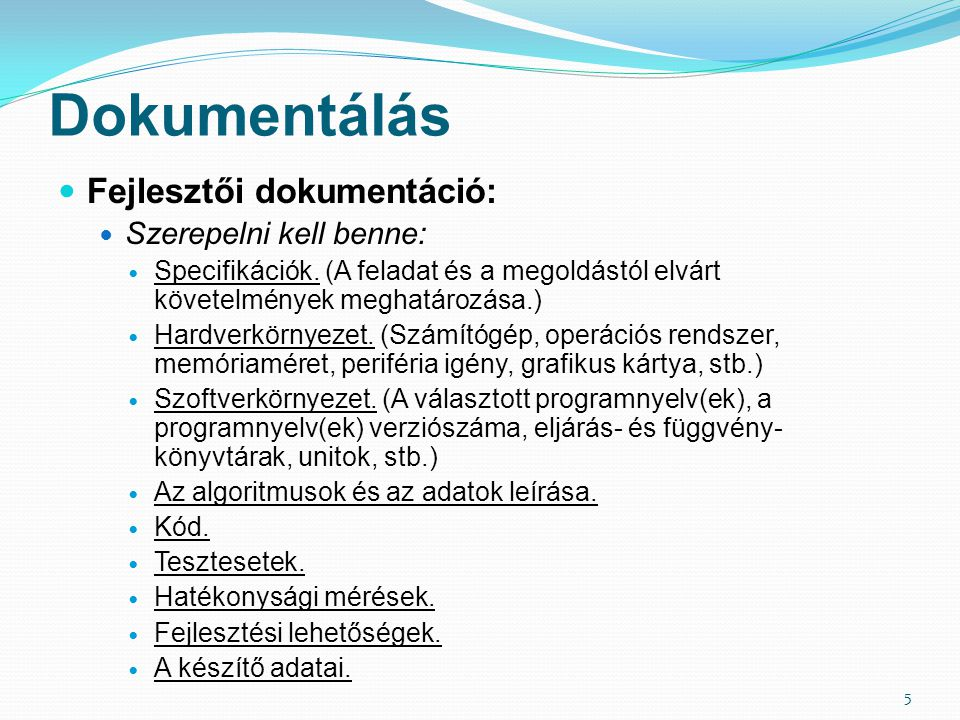 Dokumentálás
Fejlesztői dokumentáció:
Szerepelni kell benne:
Specifikációk. (A feladat és a megoldástól elvárt
követelmények meghatározása.)
Hardverkörnyezet. (Számítógép, operációs rendszer,
memóriaméret, periféria igény, grafikus kártya, stb.)
Szoftverkörnyezet. (A választott programnyelv(ek), a
programnyelv(ek) verziószáma, eljárás- és függvény-
könyvtárak, unitok, stb.)
Az algoritmusok és az adatok leírása.
Kód.
Tesztesetek.
Hatékonysági mérések.
Fejlesztési lehetőségek.
A készítő adatai.
5